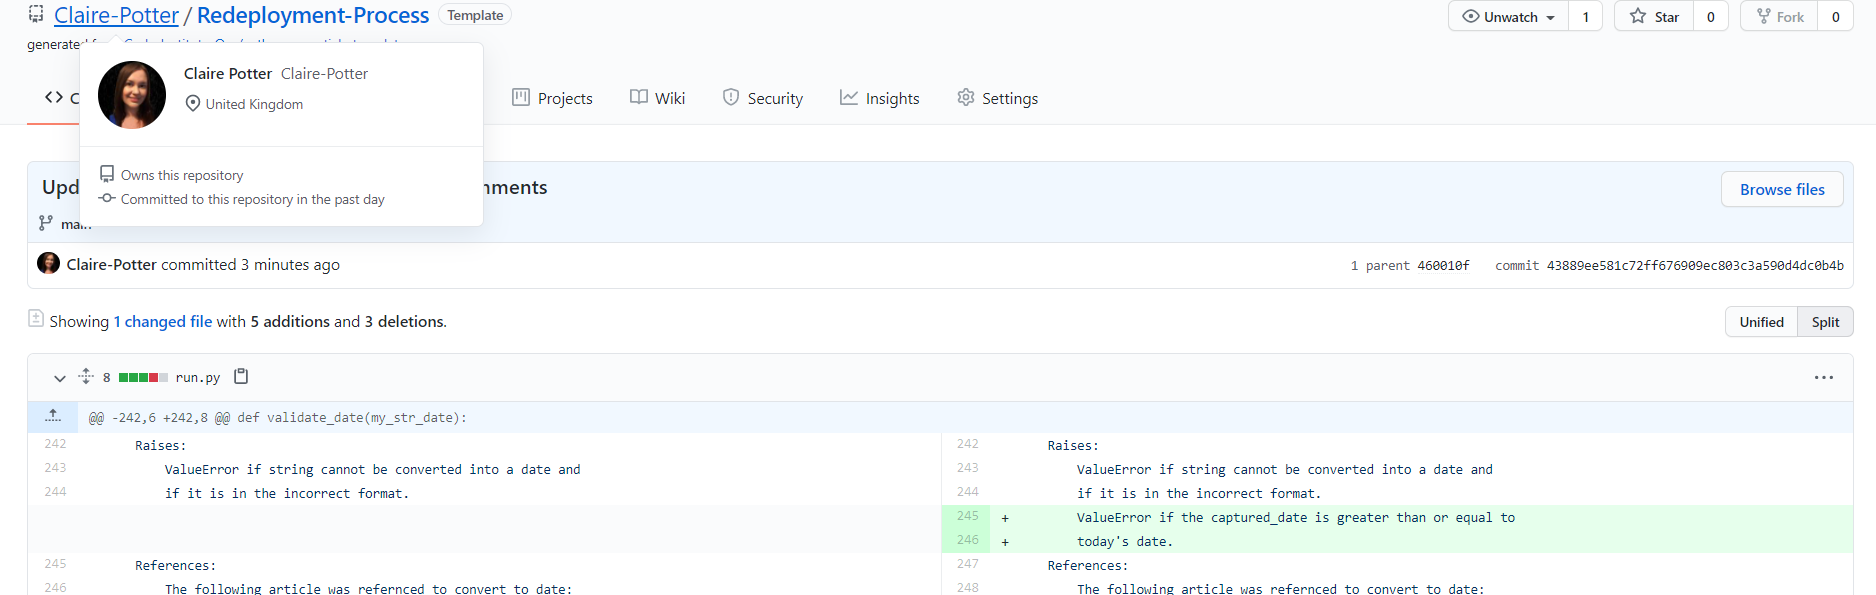 Claire-Potter / Redeployment-Process Template
Unwatch 1 Star 0 Fork 0
generated
Claire Potter Claire-Potter
United Kingdom
Owns this repository
Committed to this repository in the past day
C
Projects Wiki Security Insights Settings
Upd mments
Browse files
main
Claire-Potter committed 3 minutes ago
1 parent 460010f commit 43889ee581c72ff676909ec803c3a590d4dc0b4b
Showing 1 changed file with 5 additions and 3 deletions.
Unified Split
8 run.py
@@ -242,6 +242,8 @@ def validate_date(my_str_date):
242 Raises:
243 ValueError if string cannot be converted into a date and
244 if it is in the incorrect format.
245 References:
246 The following article was refernced to convert to date:
242 Raises:
243 ValueError if string cannot be converted into a date and
244 if it is in the incorrect format.
245 + ValueError if the captured_date is greater than or equal to
246 + today's date.
247 References:
248 The following article was refernced to convert to date: